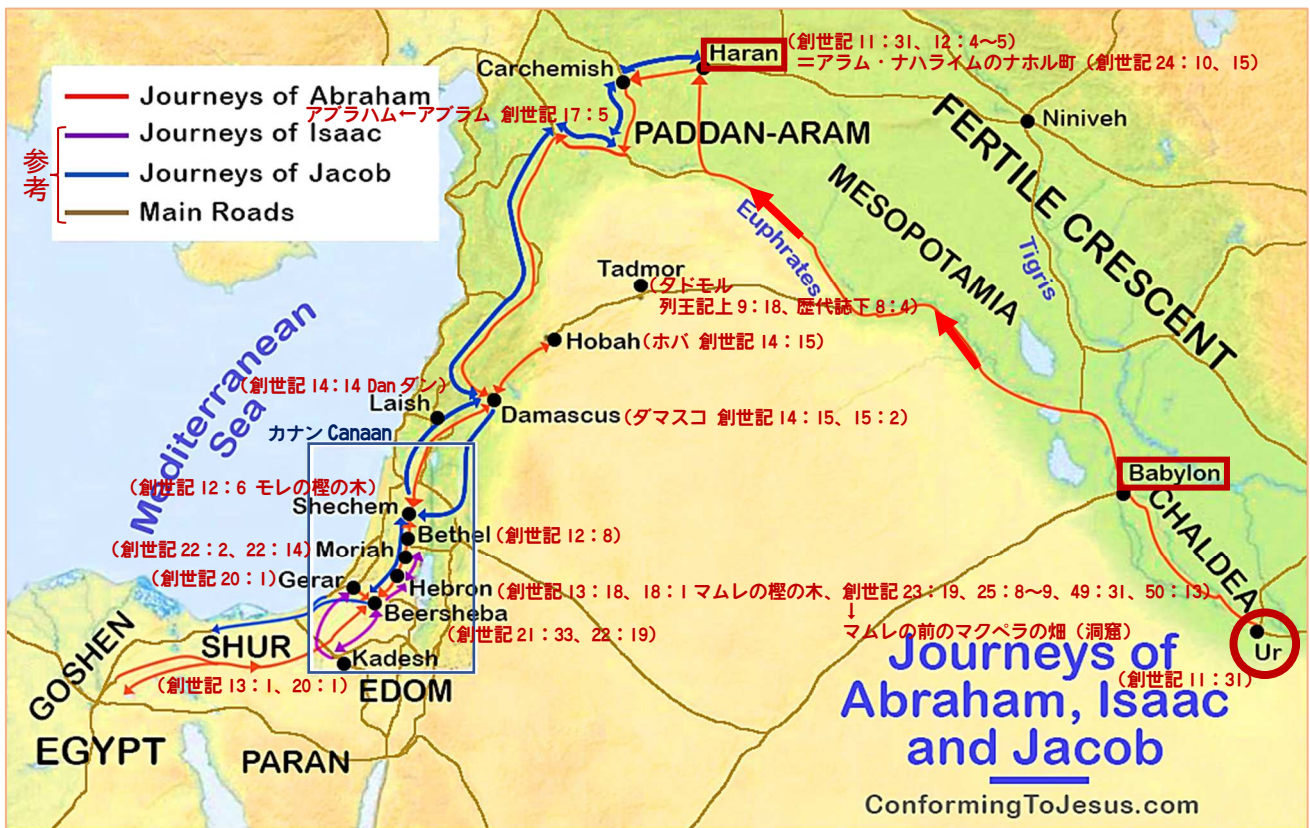 Haran
(創世記 11：31、12：4～5)
＝アラム・ナハライムのナホル町（創世記 24：10、15）
Carchemish
Journeys of Abraham
アブラハム←アブラム 創世記 17：5
Journeys of Isaac
Journeys of Jacob
Main Roads
参考
PADDAN-ARAM
Niniveh
FERTILE CRESCENT
MESOPOTAMIA
Euphrates
Tigris
Tadmor
(タドモル
列王記上 9：18、歴代誌下 8：4)
Hobah
(ホバ 創世記 14：15)
Mediterranean
Sea
(創世記 14：14 Dan ダン)
Laish
Damascus
(ダマスコ 創世記 14：15、15：2)
カナン Canaan
Babylon
(創世記 12：6 モレの樫の木)
Shechem
CHALDEA
Bethel
(創世記 12：8)
(創世記 22：2、22：14)
Moriah
(創世記 20：1)
Gerar
Hebron
(創世記 13：18、18：1 マムレの樫の木、創世記 23：19、25：8～9、49：31、50：13)
↓
マムレの前のマクペラの畑（洞窟）
Beersheba
(創世記 21：33、22：19)
GOSHEN
SHUR
Kadesh
(創世記 13：1、20：1)
EDOM
Ur
(創世記 11：31)
EGYPT
PARAN
Journeys of
Abraham, Isaac
and Jacob
ConformingToJesus.com